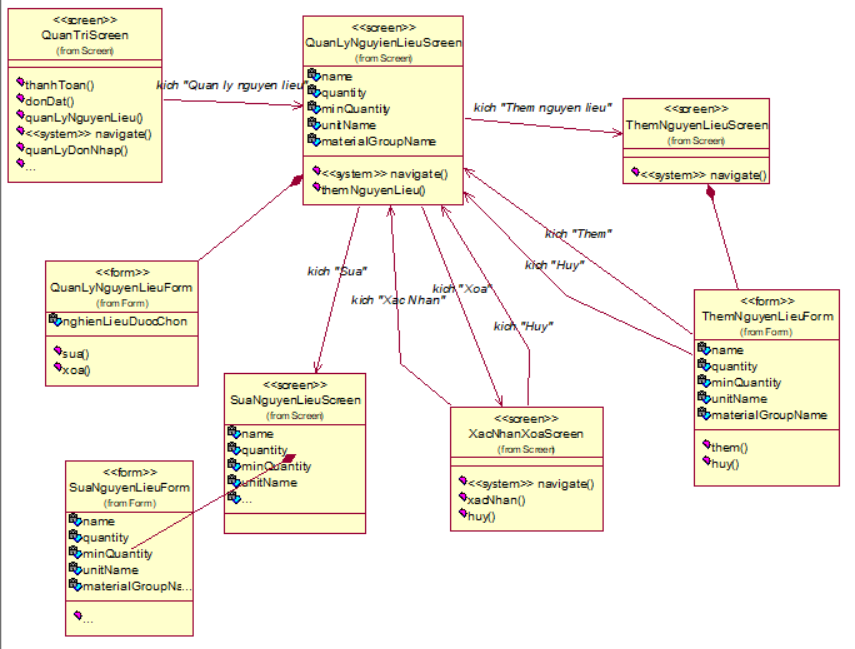 <<screen>>
QuanTriScreen
(from Screen)
thanhToan()
donDat()
quanLyNguyenLieu()
<<system>> navigate()
quanLyDonNhap()
...
kich "Quan ly nguyen lieu"
<<screen>>
QuanLyNguyienLieuScreen
(from Screen)
name
quantity
minQuantity
unitName
materialGroupName
<<system>> navigate()
themNguyenLieu()
kich "Them nguyen lieu"
<<screen>>
ThemNguyenLieuScreen
(from Screen)
<<system>> navigate()
kich "Them"
kich "Huy"
kich "Sua"
kich "Xoa"
kich "Xac Nhan"
kich "Huy"
<<form>>
QuanLyNguyenLieuForm
(from Form)
nghienLieuDuocChon
sua()
xoa()
<<form>>
ThemNguyenLieuForm
(from Form)
name
quantity
minQuantity
unitName
materialGroupName
them()
huy()
<<screen>>
SuaNguyenLieuScreen
(from Screen)
name
quantity
minQuantity
unitName
...
<<screen>>
XacNhanXoaScreen
(from Screen)
<<system>> navigate()
xacNhan()
huy()
<<form>>
SuaNguyenLieuForm
(from Form)
name
quantity
minQuantity
unitName
materialGroupNa...
...